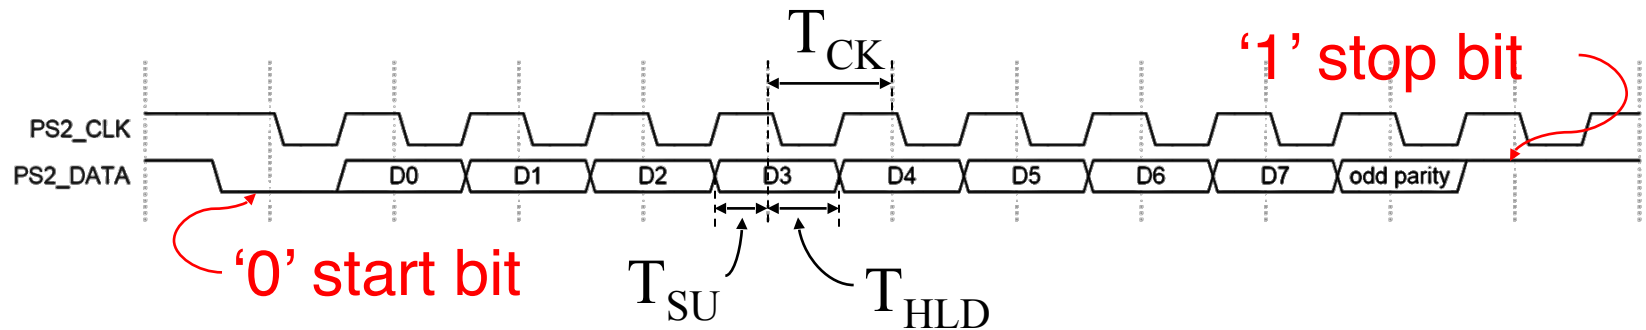 T_CK
‘1’ stop bit
PS2_CLK
PS2_DATA
D0 D1 D2 D3 D4 D5 D6 D7 odd parity
‘0’ start bit
T_SU
T_HLD